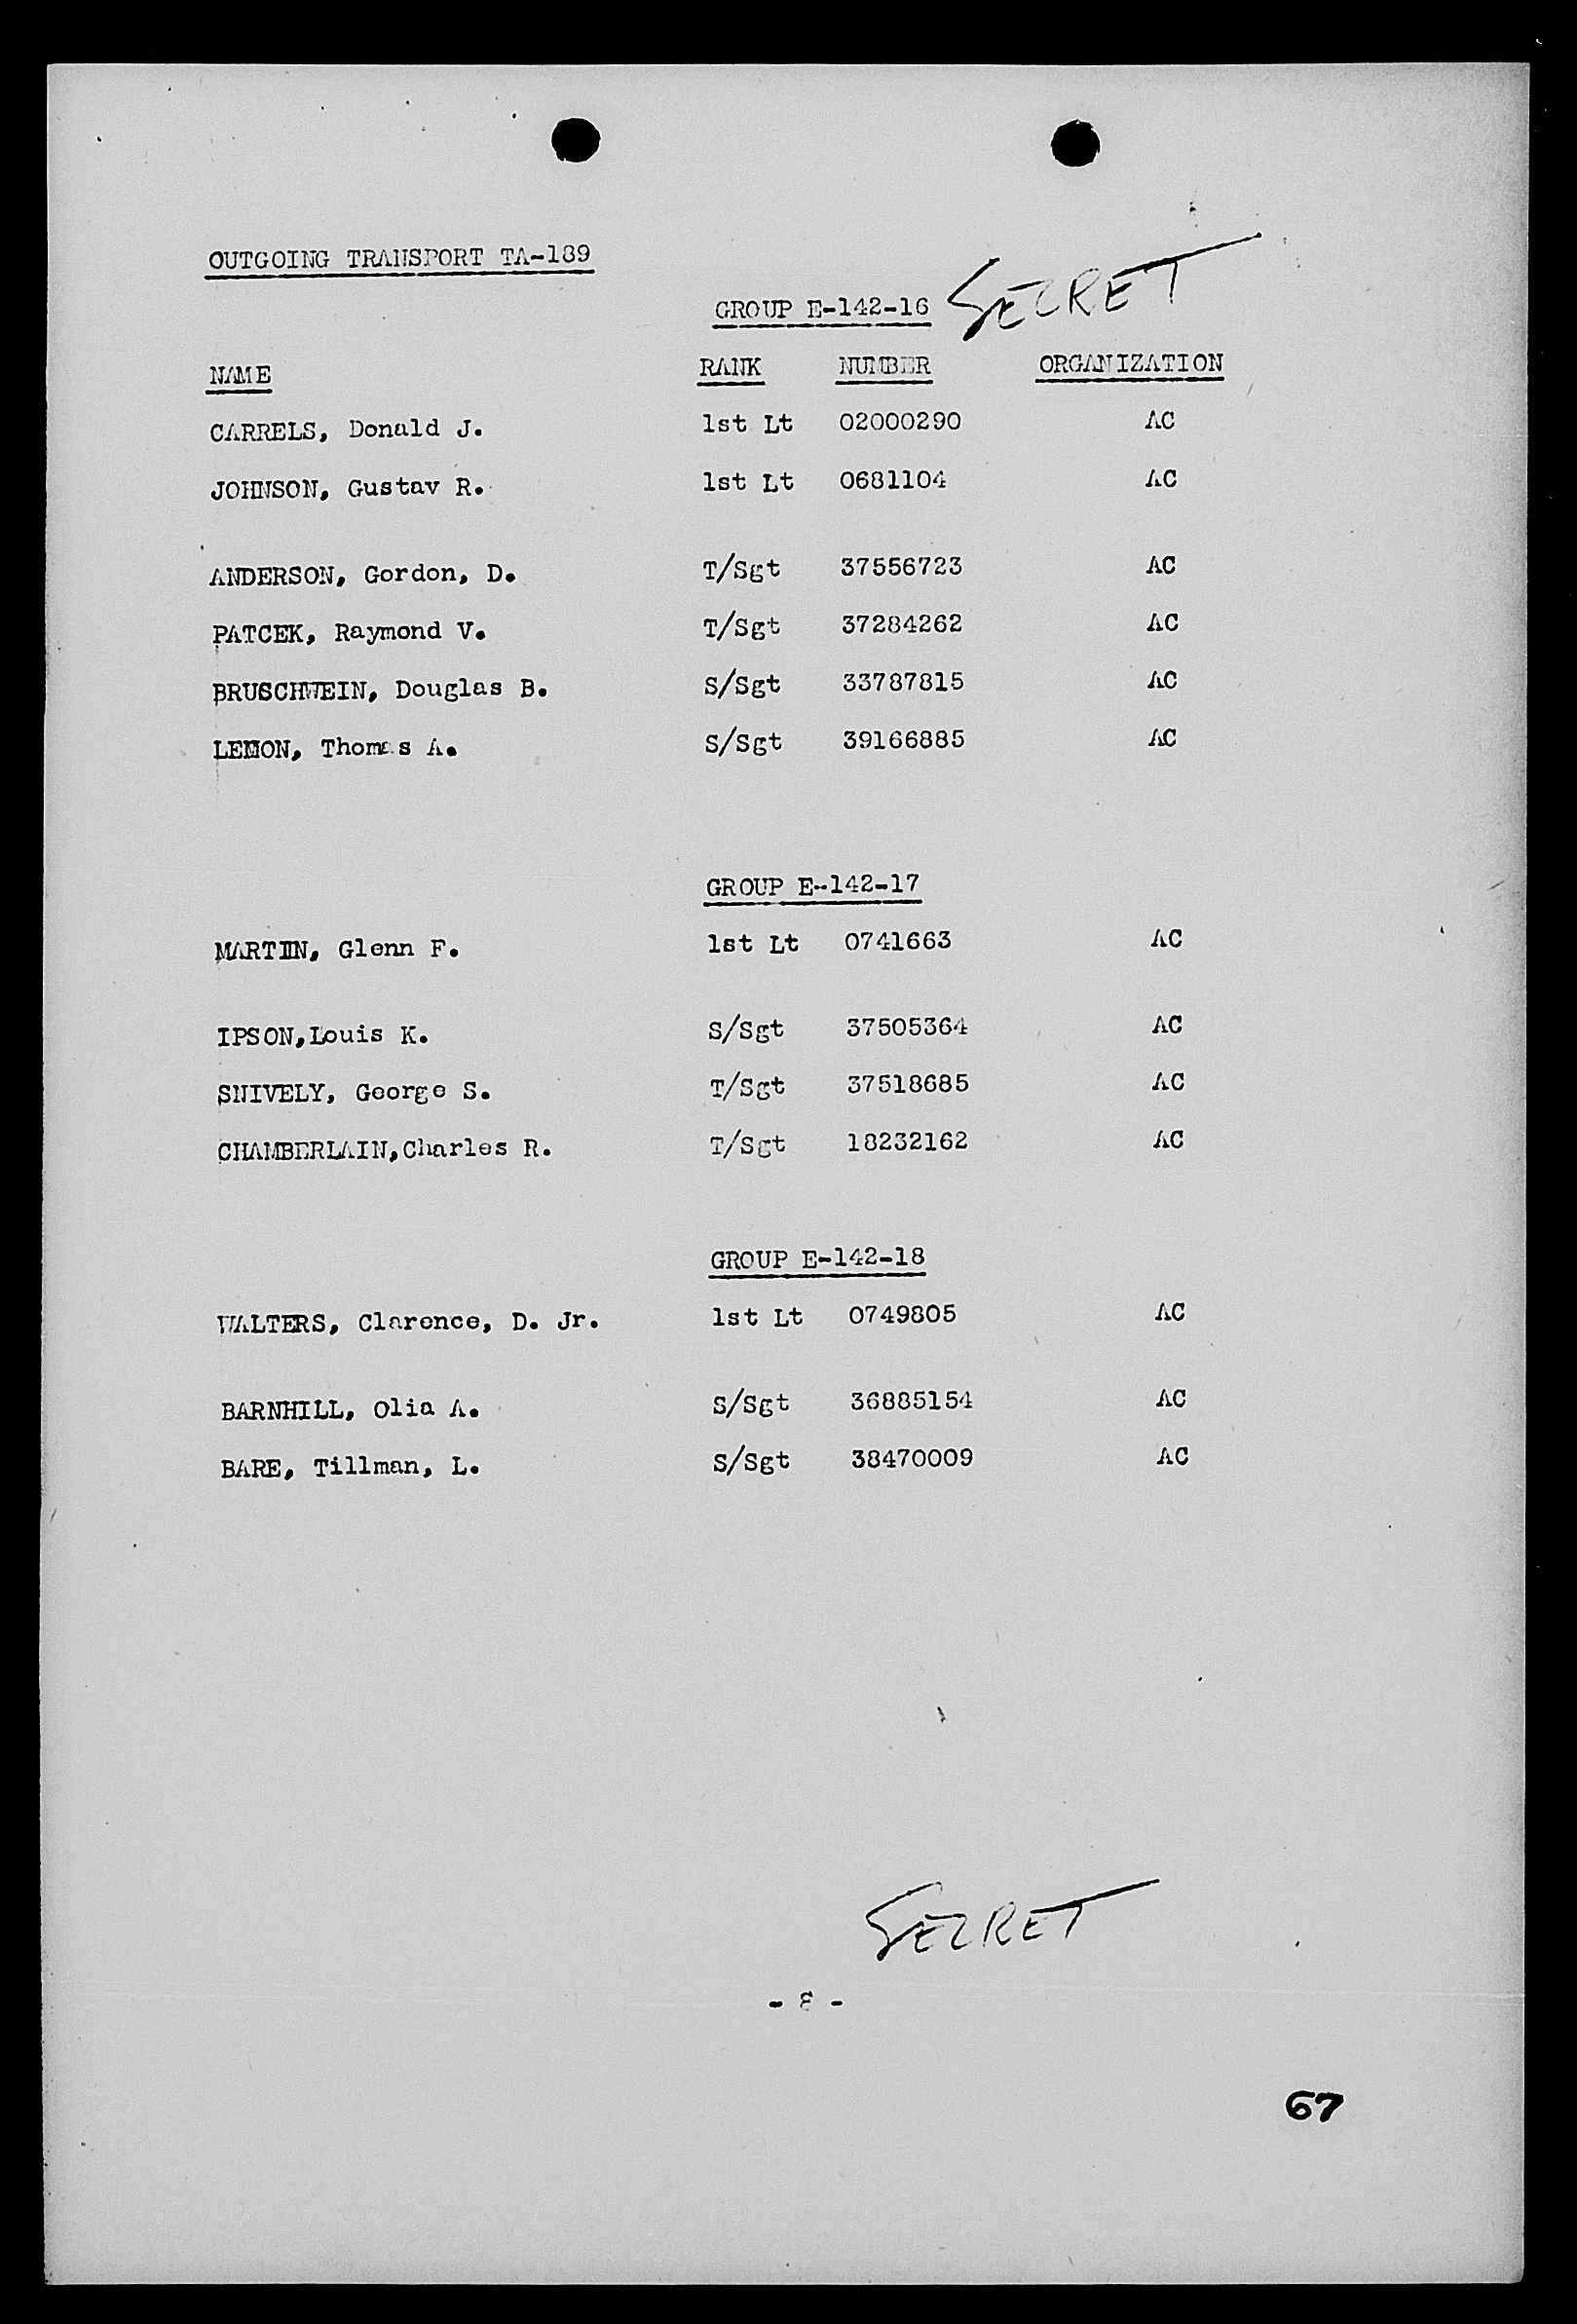 OUTGOING TRANSPORT TA-189
GROUP E-142-16 SECRET
NAME RANK NUMBER ORGANIZATION
CARRELS, Donald J. 1st Lt 02000290 AC
JOHNSON, Gustav R. 1st Lt 0681104 AC
ANDERSON, Gordon, D. T/Sgt 37556723 AC
PATCEK, Raymond V. T/Sgt 37284262 AC
BRUSCHWEIN, Douglas B. S/Sgt 33787815 AC
LEMON, Thomas A. S/Sgt 39166885 AC
GROUP E-142-17
MARTIN, Glenn F. 1st Lt 0741663 AC
IPSON,Louis K. S/Sgt 37505364 AC
SNIVELY, George S. T/Sgt 37518685 AC
CHAMBERLAIN,Charles R. T/Sgt 18232162 AC
GROUP E-142-18
WALTERS, Clarence, D. Jr. 1st Lt 0749805 AC
BARNHILL, Olia A. S/Sgt 36885154 AC
BARE, Tillman, L. S/Sgt 38470009 AC
SECRET
- 8 -
67